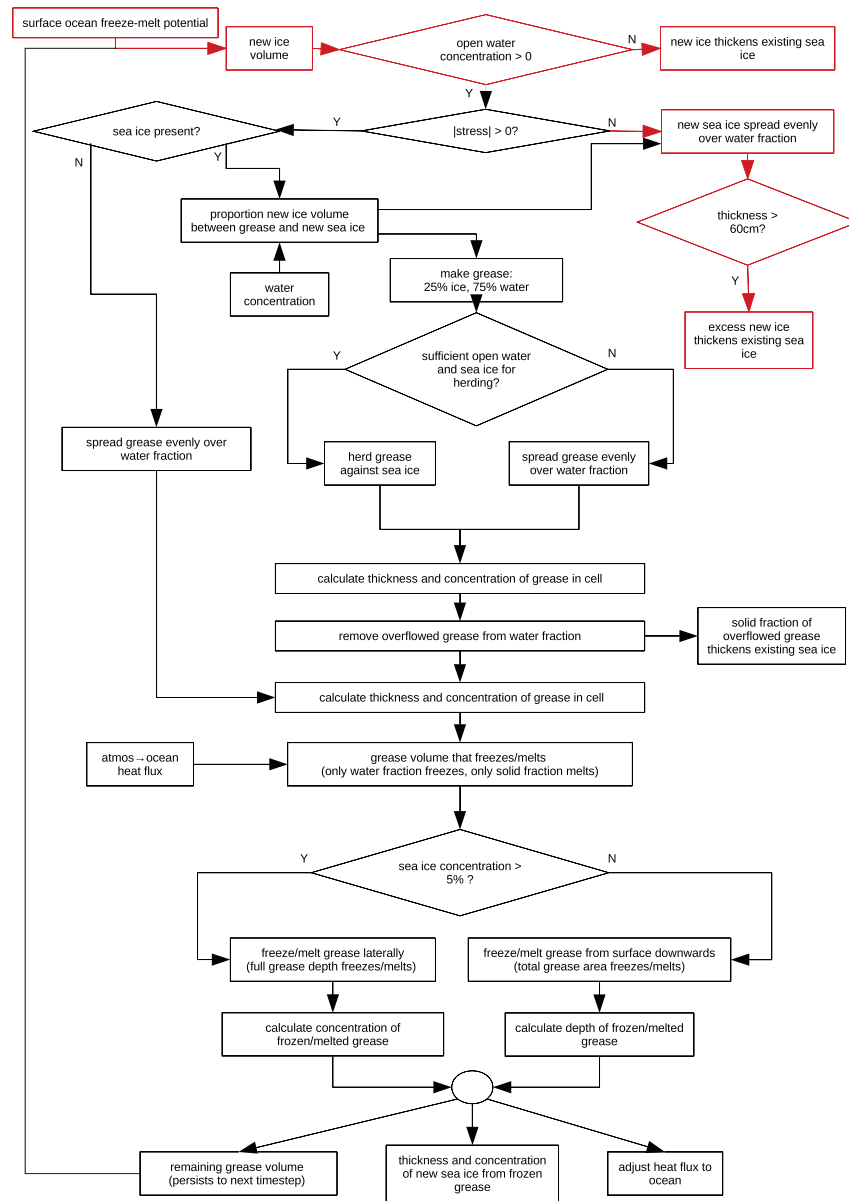 surface ocean freeze-melt potential
new ice
volume
open water
concentration > 0
N
new ice thickens existing sea
ice
Y
sea ice present?
Y
|stress| > 0?
N
new sea ice spread evenly
over water fraction
N
Y
proportion new ice volume
between grease and new sea ice
thickness >
60cm?
water
concentration
make grease:
25% ice, 75% water
Y
excess new ice
thickens existing sea
ice
Y
sufficient open water
and sea ice for
herding?
N
spread grease evenly over
water fraction
herd grease
against sea ice
spread grease evenly
over water fraction
calculate thickness and concentration of grease in cell
remove overflowed grease from water fraction
solid fraction of
overflowed grease
thickens existing sea ice
calculate thickness and concentration of grease in cell
atmos→ocean
heat flux
grease volume that freezes/melts
(only water fraction freezes, only solid fraction melts)
Y
sea ice concentration >
5% ?
N
freeze/melt grease laterally
(full grease depth freezes/melts)
freeze/melt grease from surface downwards
(total grease area freezes/melts)
calculate concentration of
frozen/melted grease
calculate depth of frozen/melted
grease
remaining grease volume
(persists to next timestep)
thickness and concentration
of new sea ice from frozen
grease
adjust heat flux to
ocean